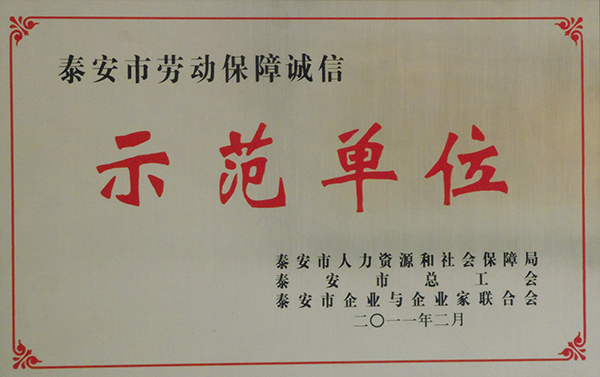 泰安市劳动保障诚信
示范单位
泰安市人力资源和社会保障局
泰安市总工会
泰安市企业与企业家联合会
二〇一一年二月